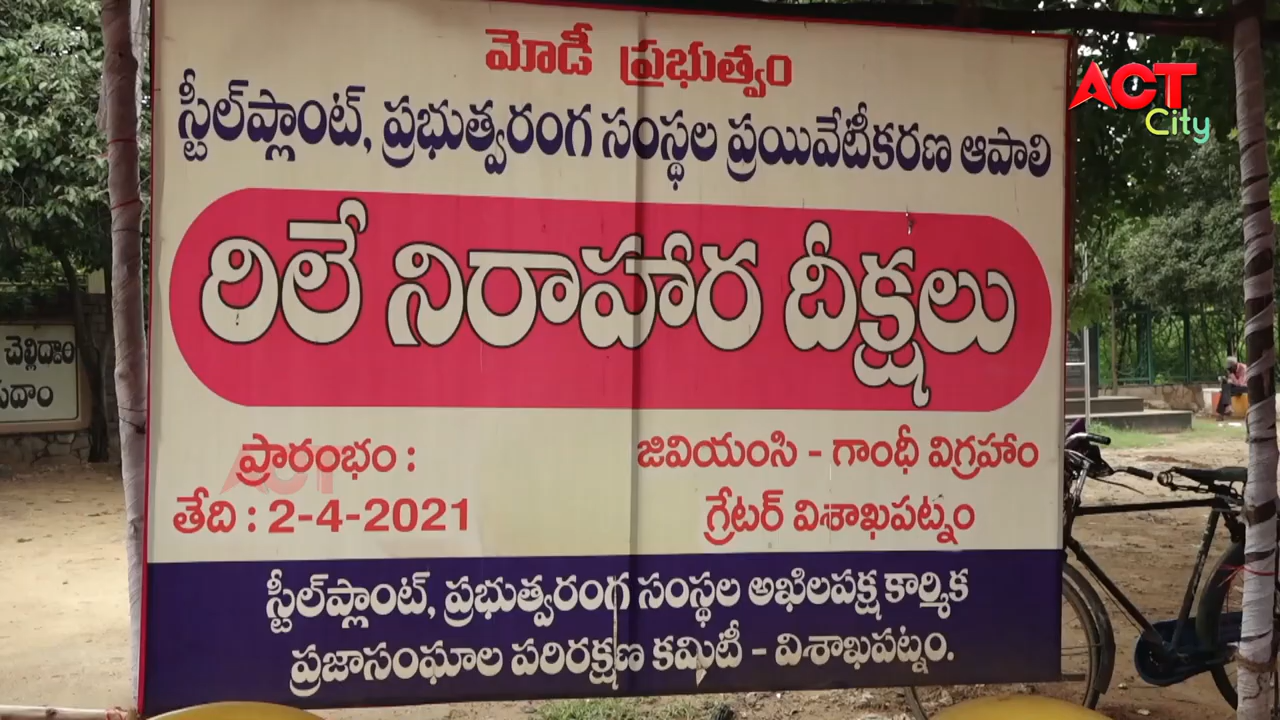 మోడీ ప్రభుత్వం
స్టీల్‌ప్లాంట్, ప్రభుత్వరంగ సంస్థల ప్రయివేటీకరణ ఆపాలి
రిలే నిరాహార దీక్షలు
ప్రారంభం :
తేది : 2-4-2021
జివియంసి - గాంధీ విగ్రహం
గ్రేటర్ విశాఖపట్నం
స్టీల్‌ప్లాంట్, ప్రభుత్వరంగ సంస్థల అఖిలపక్ష కార్మిక
ప్రజాసంఘాల పరిరక్షణ కమిటీ - విశాఖపట్నం.
ACT
City
ACT
చెల్లిద్దాం